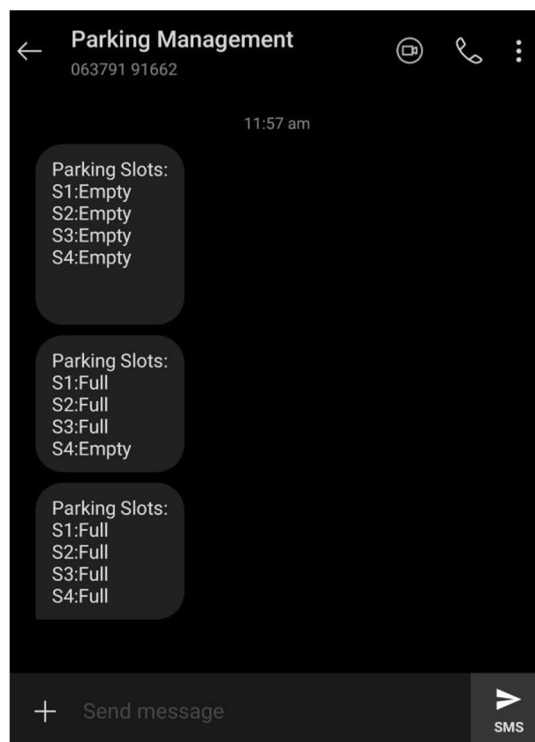 Parking Management
063791 91662
11:57 am
Parking Slots:
S1:Empty
S2:Empty
S3:Empty
S4:Empty
Parking Slots:
S1:Full
S2:Full
S3:Full
S4:Empty
Parking Slots:
S1:Full
S2:Full
S3:Full
S4:Full
Send message
SMS